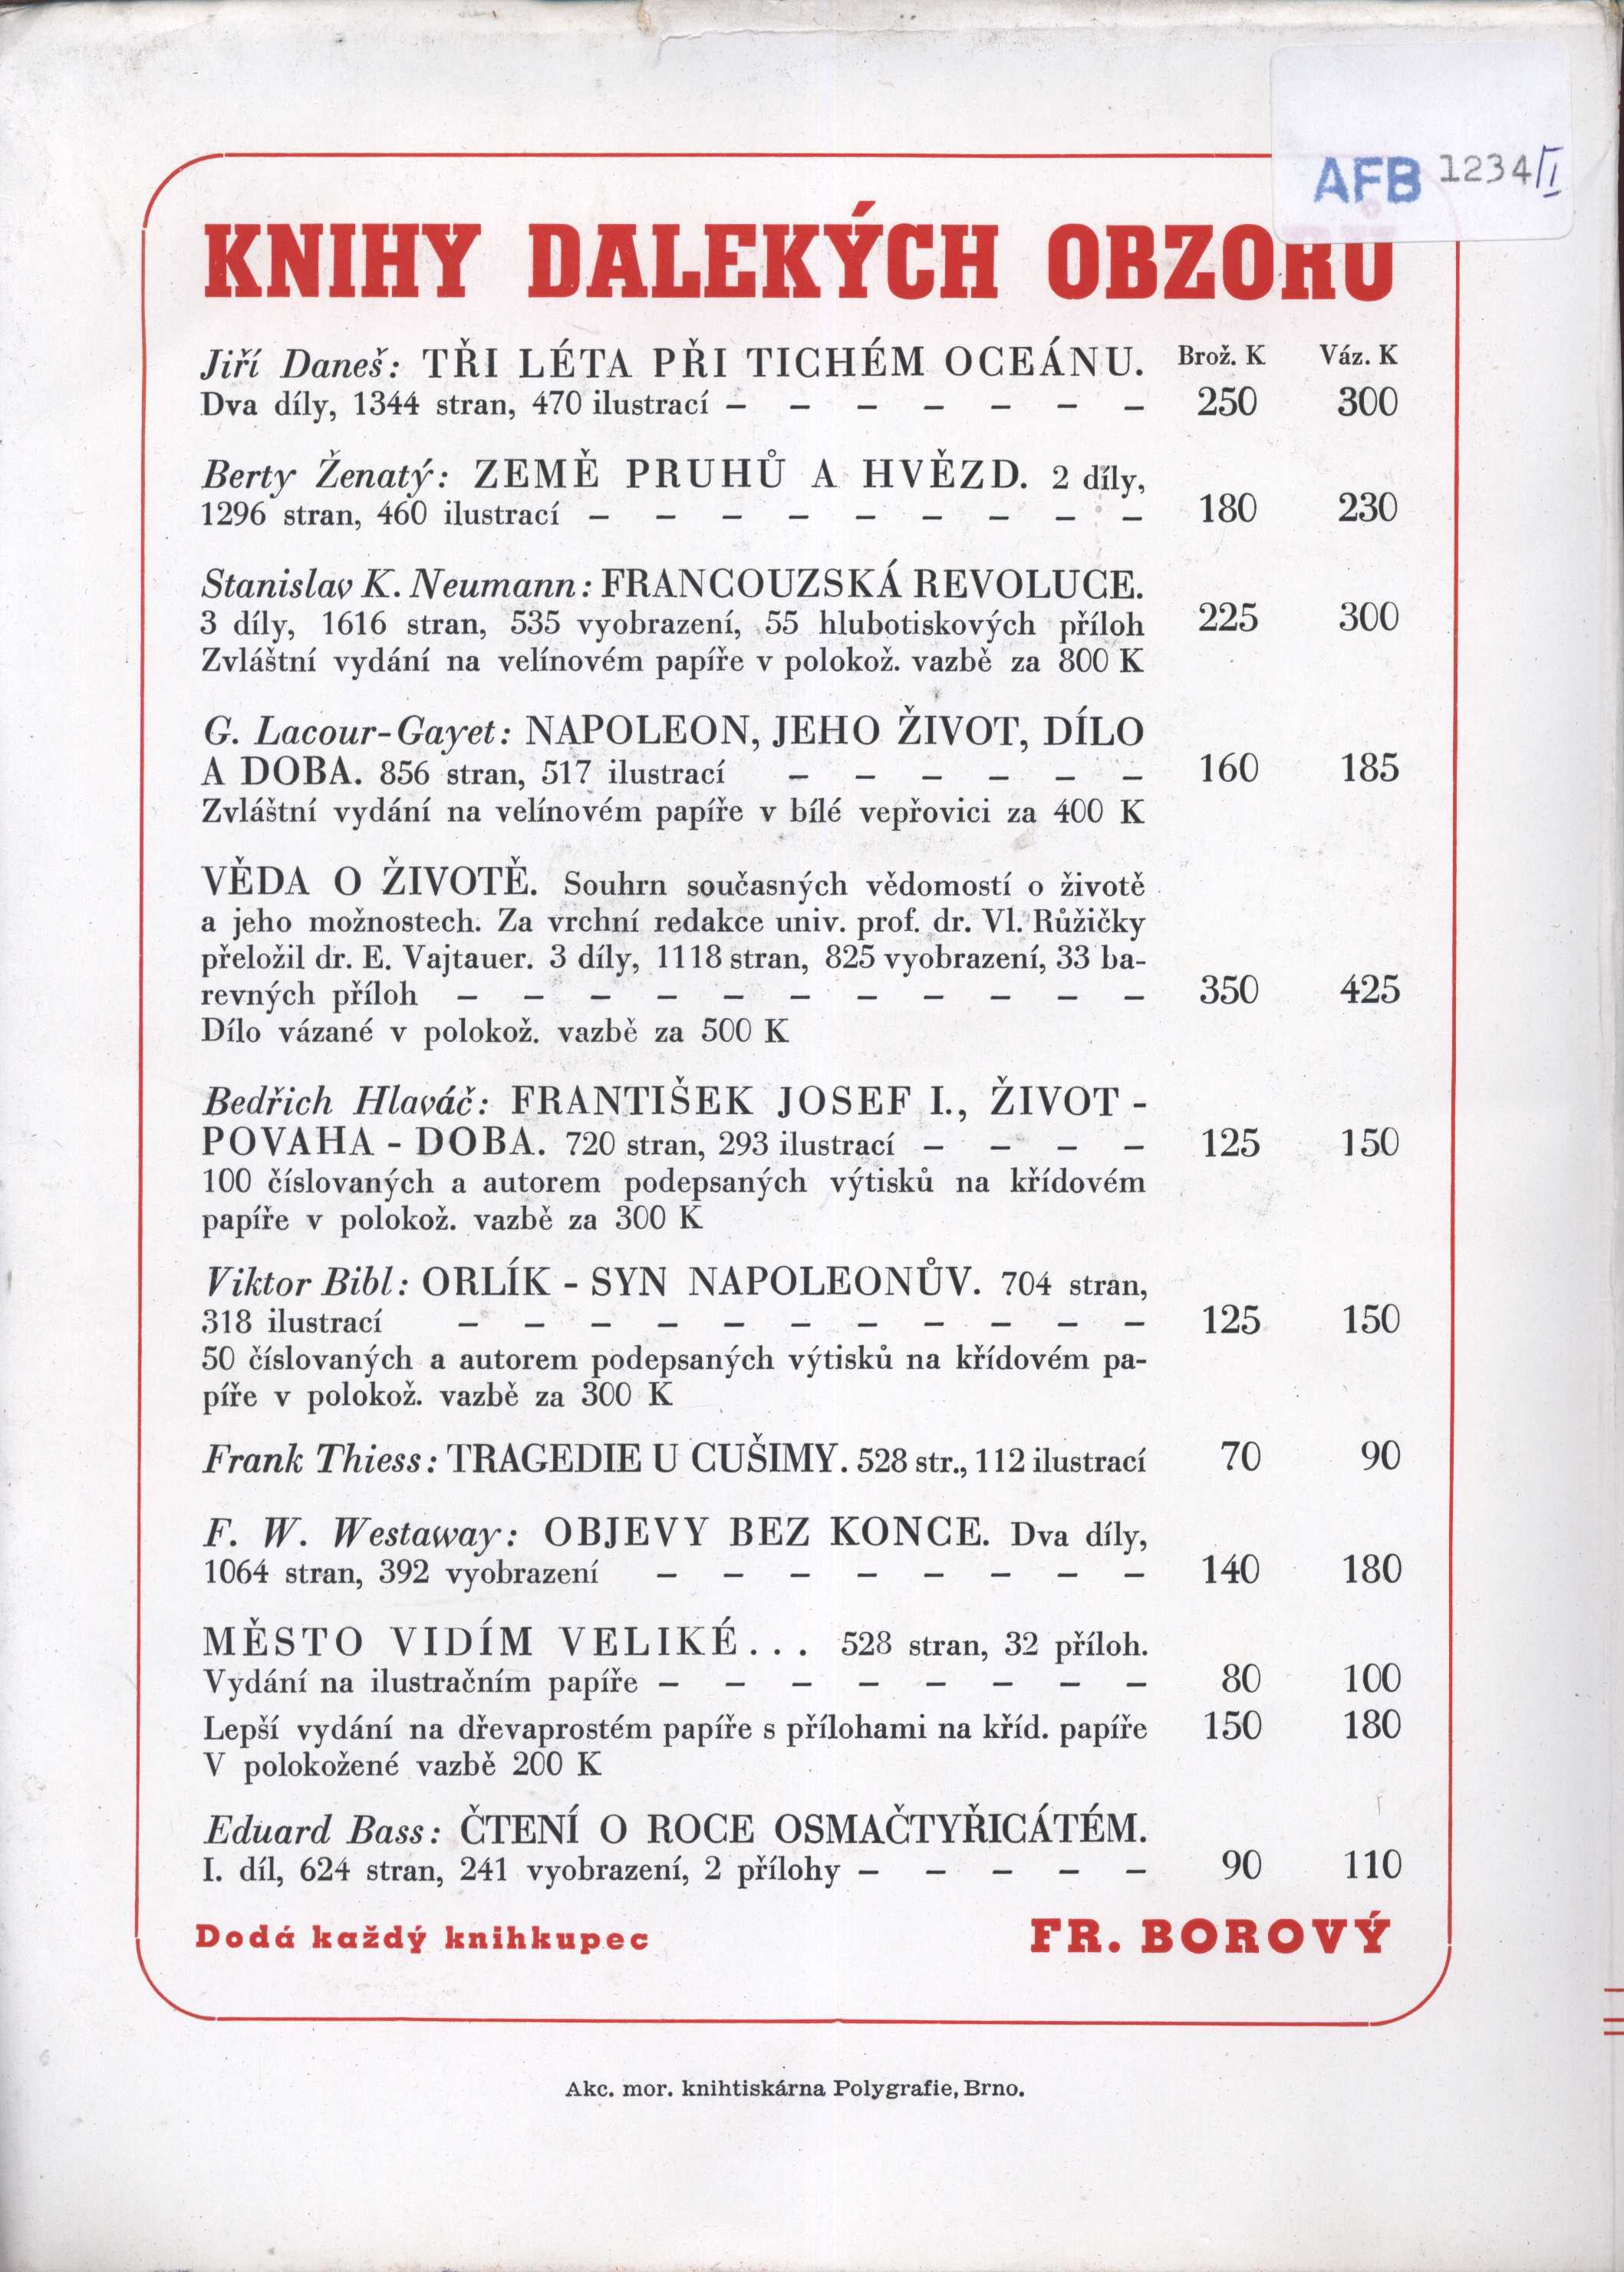 AFB 1234/I
KNIHY DALEKÝCH OBZORŮ
Brož. K Váz. K
Jiří Daneš: TŘI LÉTA PŘI TICHÉM OCEÁNU.
Dva díly, 1344 stran, 470 ilustrací – – – – – – – 250 300
Berty Ženatý: ZEMĚ PRUHŮ A HVĚZD. 2 díly,
1296 stran, 460 ilustrací – – – – – – – – – 180 230
Stanislav K. Neumann: FRANCOUZSKÁ REVOLUCE.
3 díly, 1616 stran, 535 vyobrazení, 55 hlubotiskových příloh 225 300
Zvláštní vydání na velínovém papíře v polokož. vazbě za 800 K
G. Lacour-Gayet: NAPOLEON, JEHO ŽIVOT, DÍLO
A DOBA. 856 stran, 517 ilustrací – – – – – – 160 185
Zvláštní vydání na velínovém papíře v bílé vepřovici za 400 K
VĚDA O ŽIVOTĚ. Souhrn současných vědomostí o životě
a jeho možnostech. Za vrchní redakce univ. prof. dr. Vl. Růžičky
přeložil dr. E. Vajtauer. 3 díly, 1118 stran, 825 vyobrazení, 33 ba-
revných příloh – – – – – – – – – – – 350 425
Dílo vázané v polokož. vazbě za 500 K
Bedřich Hlaváč: FRANTIŠEK JOSEF I., ŽIVOT -
POVAHA - DOBA. 720 stran, 293 ilustrací – – – – 125 150
100 číslovaných a autorem podepsaných výtisků na křídovém
papíře v polokož. vazbě za 300 K
Viktor Bibl: ORLÍK - SYN NAPOLEONŮV. 704 stran,
318 ilustrací – – – – – – – – – – – 125 150
50 číslovaných a autorem podepsaných výtisků na křídovém pa-
píře v polokož. vazbě za 300 K
Frank Thiess: TRAGEDIE U CUŠIMY. 528 str., 112 ilustrací 70 90
F. W. Westaway: OBJEVY BEZ KONCE. Dva díly,
1064 stran, 392 vyobrazení – – – – – – – – 140 180
MĚSTO VIDÍM VELIKÉ... 528 stran, 32 příloh.
Vydání na ilustračním papíře – – – – – – – – 80 100
Lepší vydání na dřevaprostém papíře s přílohami na kříd. papíře 150 180
V polokožené vazbě 200 K
Eduard Bass: ČTENÍ O ROCE OSMAČTYŘICÁTÉM.
I. díl, 624 stran, 241 vyobrazení, 2 přílohy – – – – – 90 110
Dodá každý knihkupec FR. BOROVÝ
Akc. mor. knihtiskárna Polygrafie, Brno.